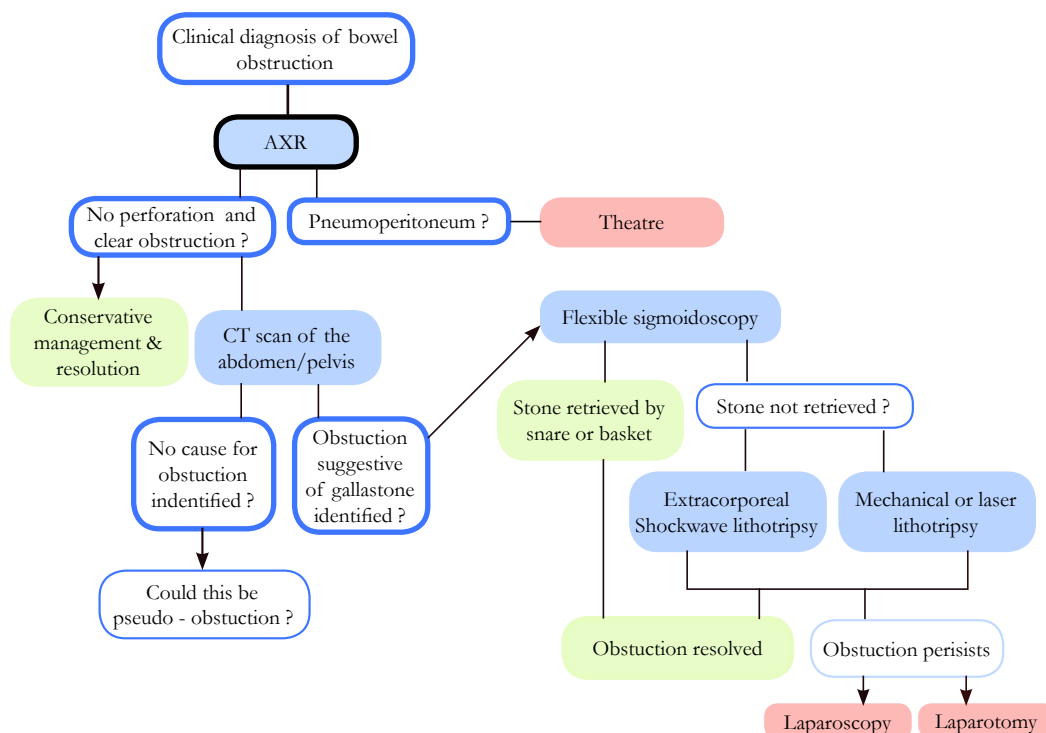 Clinical diagnosis of bowel
obstruction
AXR
No perforation and
clear obstruction ?
Pneumoperitoneum ?
Theatre
Conservative
management &
resolution
CT scan of the
abdomen/pelvis
Flexible sigmoidoscopy
No cause for
obstuction
indentified ?
Obstuction
suggestive
of gallastone
identified ?
Stone retrieved by
snare or basket
Stone not retrieved ?
Extracorporeal
Shockwave lithotripsy
Mechanical or laser
lithotripsy
Could this be
pseudo - obstuction ?
Obstuction resolved
Obstuction perisists
Laparoscopy
Laparotomy